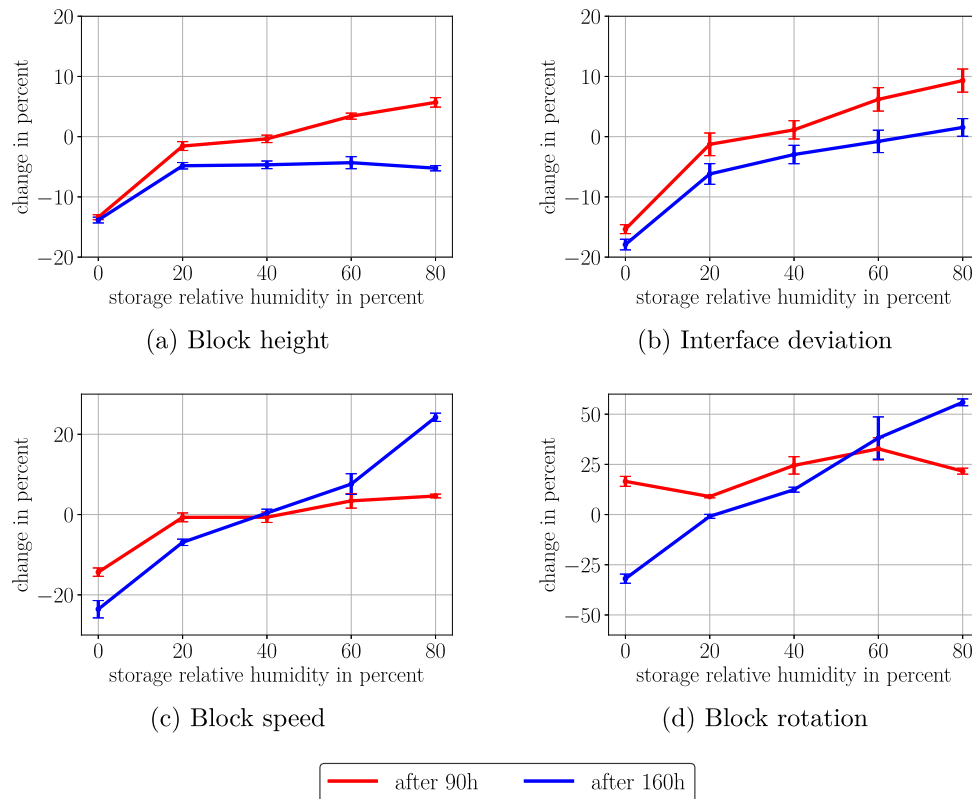 20
10
0
−10
−20
change in percent
0 20 40 60 80
storage relative humidity in percent
(a) Block height
20
10
0
−10
−20
change in percent
0 20 40 60 80
storage relative humidity in percent
(b) Interface deviation
20
0
−20
change in percent
0 20 40 60 80
storage relative humidity in percent
(c) Block speed
50
25
0
−25
−50
change in percent
0 20 40 60 80
storage relative humidity in percent
(d) Block rotation
after 90h after 160h